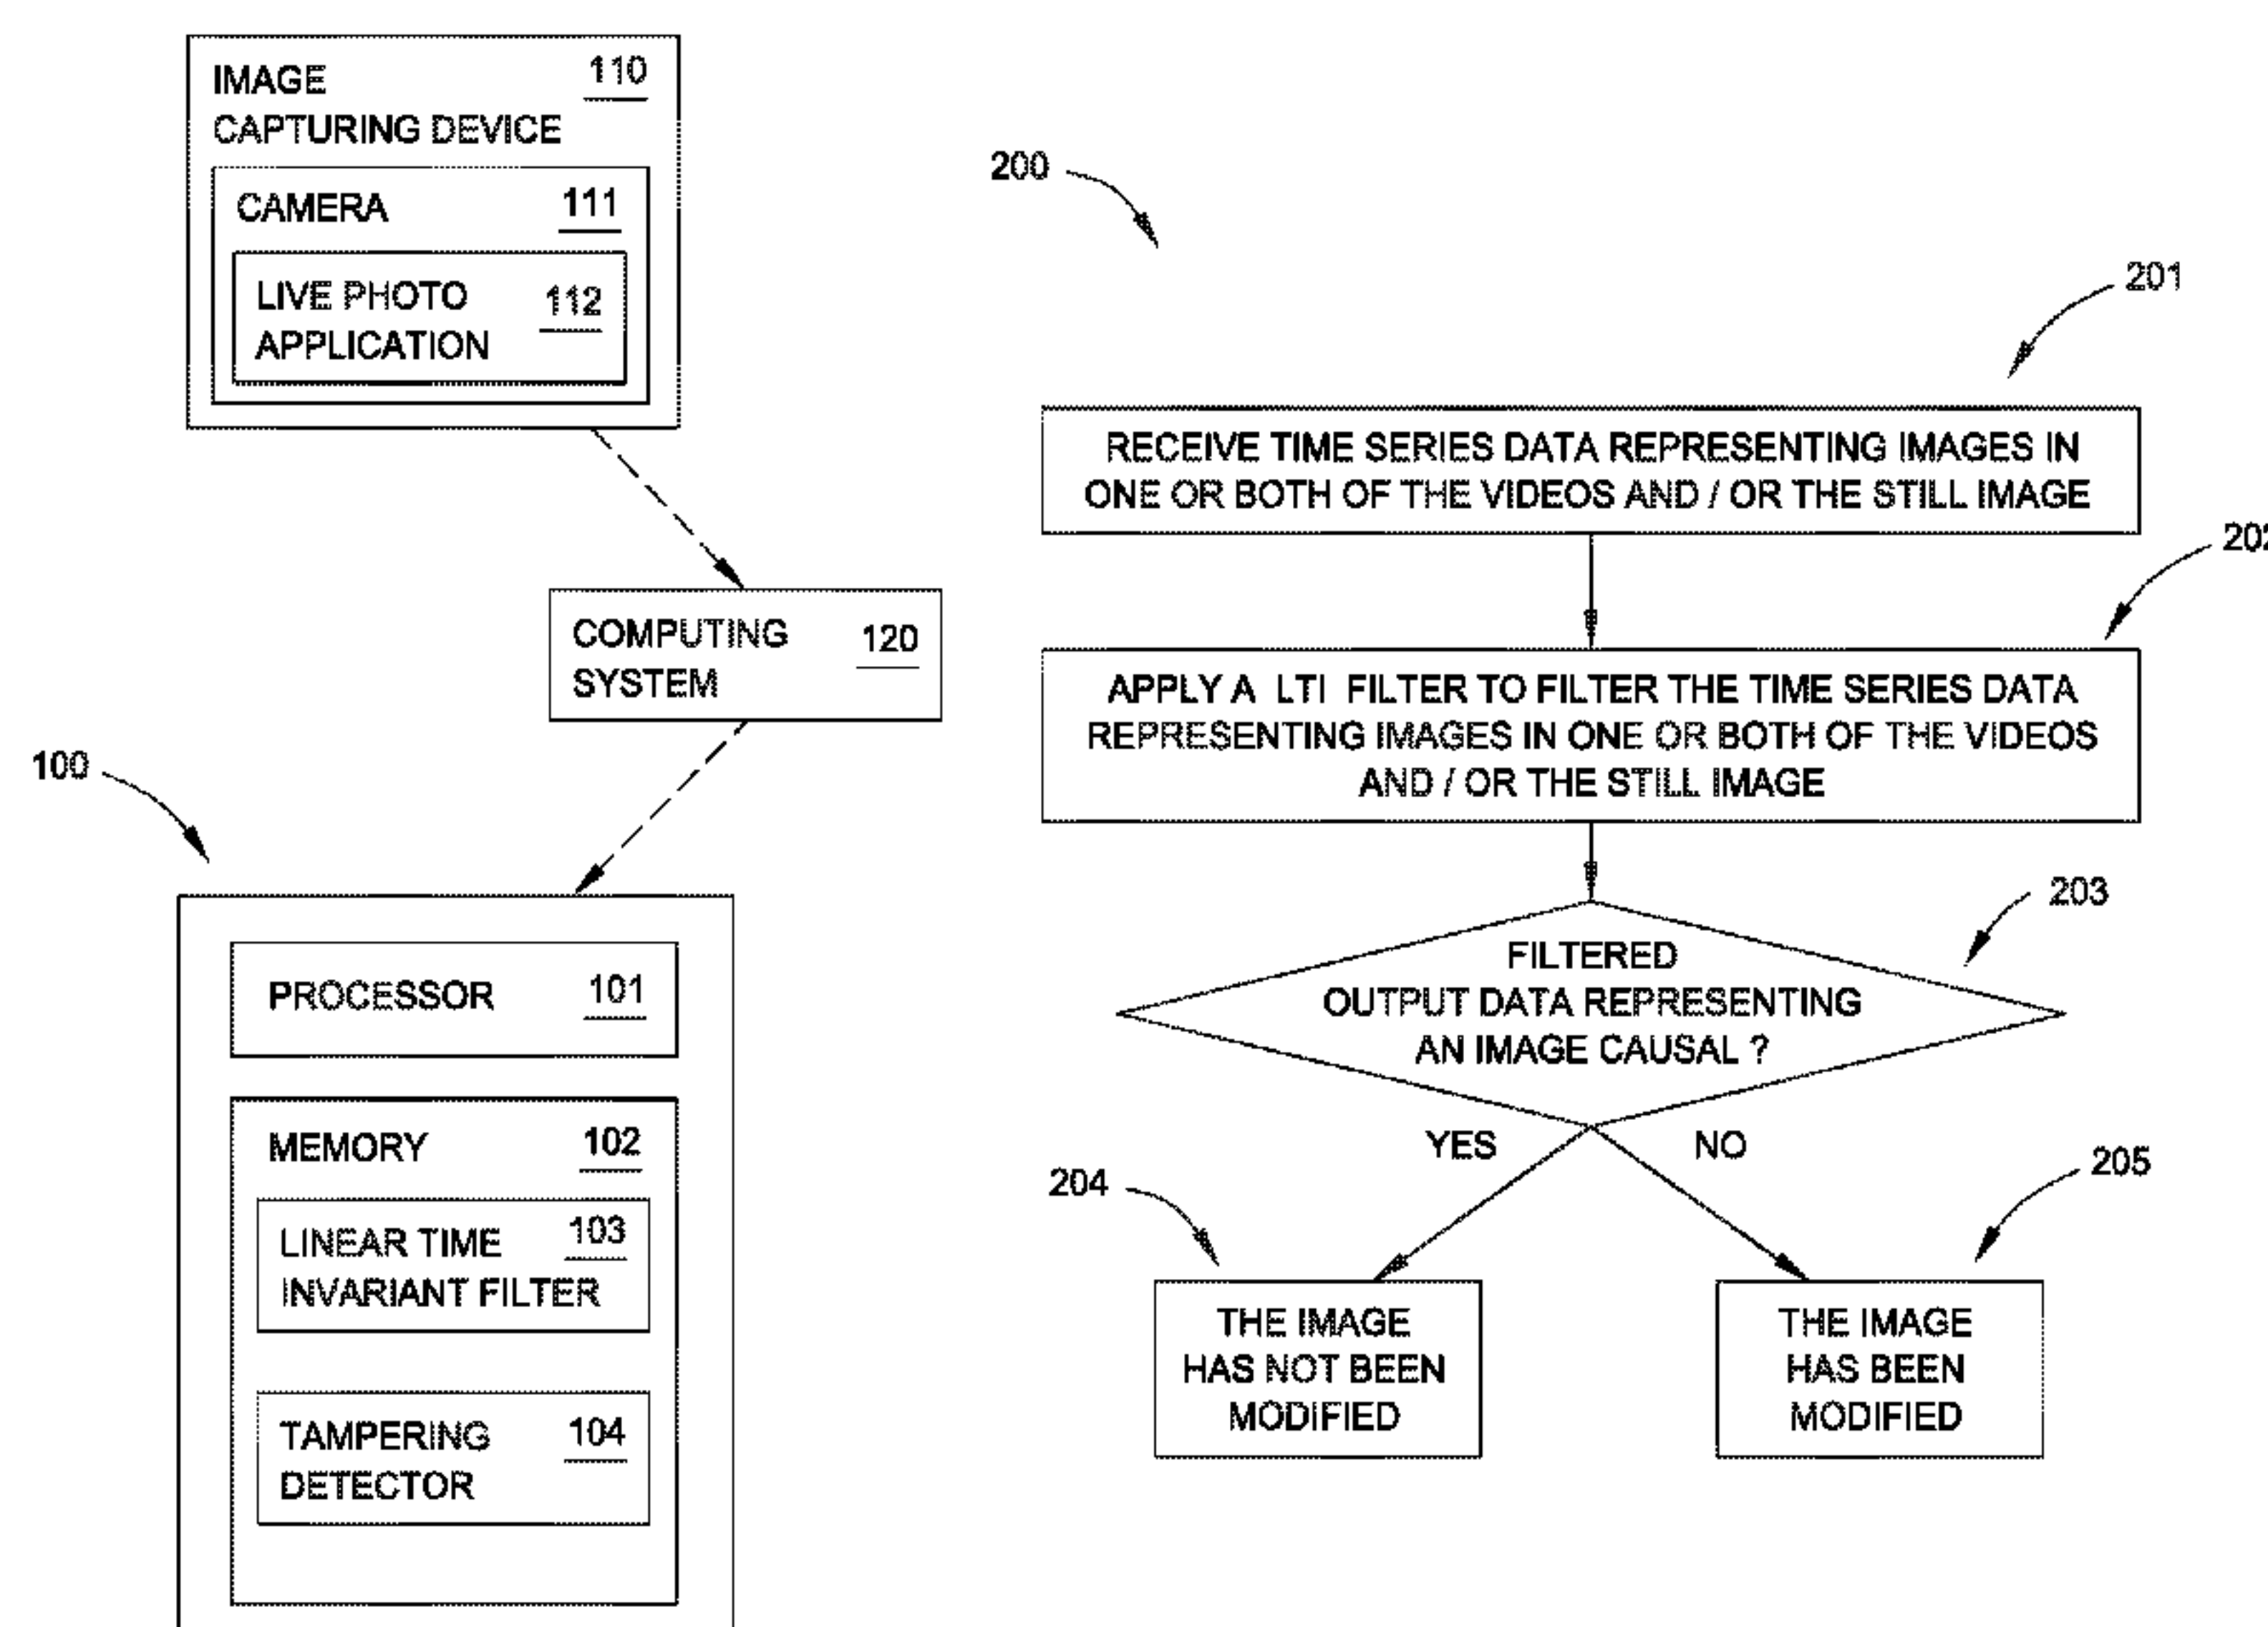 IMAGE 110
CAPTURING DEVICE
CAMERA 111
LIVE PHOTO 112
APPLICATION
COMPUTING 120
SYSTEM
100
PROCESSOR 101
MEMORY 102
LINEAR TIME 103
INVARIANT FILTER
TAMPERING 104
DETECTOR
200
201
RECEIVE TIME SERIES DATA REPRESENTING IMAGES IN
ONE OR BOTH OF THE VIDEOS AND / OR THE STILL IMAGE
202
APPLY A LTI FILTER TO FILTER THE TIME SERIES DATA
REPRESENTING IMAGES IN ONE OR BOTH OF THE VIDEOS
AND / OR THE STILL IMAGE
203
FILTERED
OUTPUT DATA REPRESENTING
AN IMAGE CAUSAL ?
YES
NO
204
205
THE IMAGE
HAS NOT BEEN
MODIFIED
THE IMAGE
HAS BEEN
MODIFIED